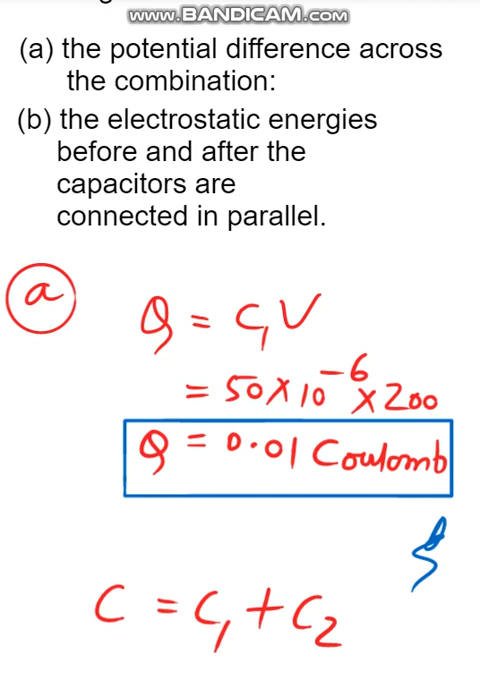 www.BANDICAM.com
(a) the potential difference across
the combination:
(b) the electrostatic energies
before and after the
capacitors are
connected in parallel.
a
Q = C₁V
= 50 X 10⁻⁶ X 200
Q = 0.01 Coulomb
C = C₁ + C₂